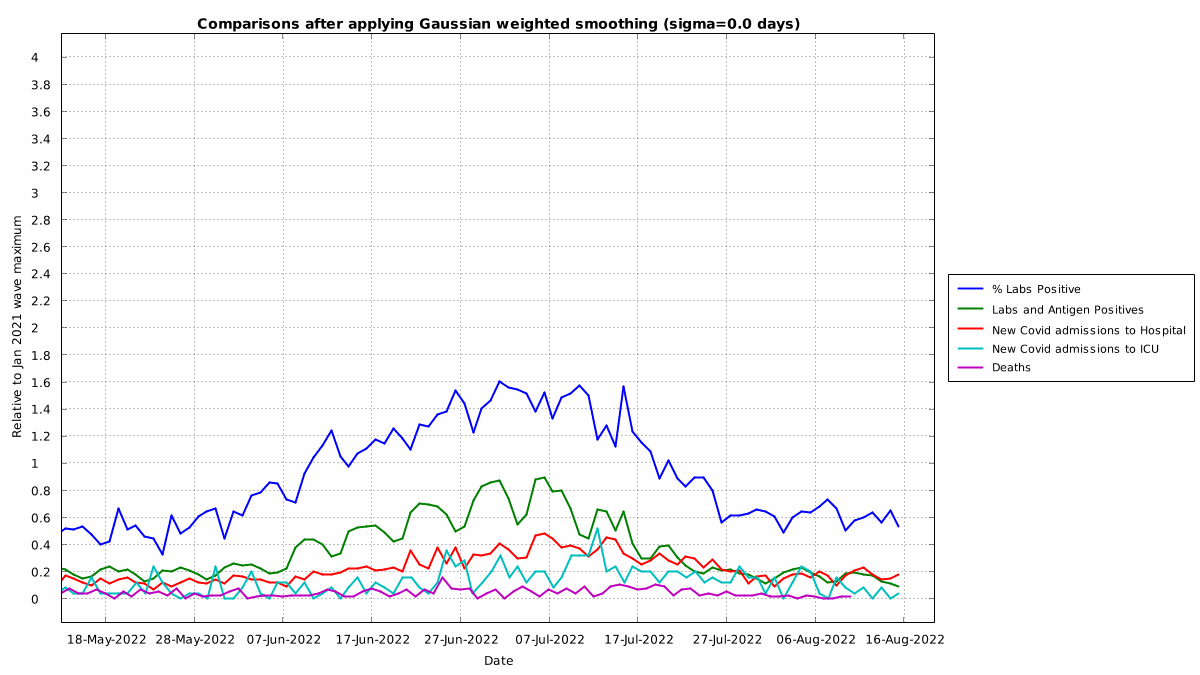 Comparisons after applying Gaussian weighted smoothing (sigma=0.0 days)
Relative to Jan 2021 wave maximum
4
3.8
3.6
3.4
3.2
3
2.8
2.6
2.4
2.2
2
1.8
1.6
1.4
1.2
1
0.8
0.6
0.4
0.2
0
18-May-2022 28-May-2022 07-Jun-2022 17-Jun-2022 27-Jun-2022 07-Jul-2022 17-Jul-2022 27-Jul-2022 06-Aug-2022 16-Aug-2022
Date
% Labs Positive
Labs and Antigen Positives
New Covid admissions to Hospital
New Covid admissions to ICU
Deaths